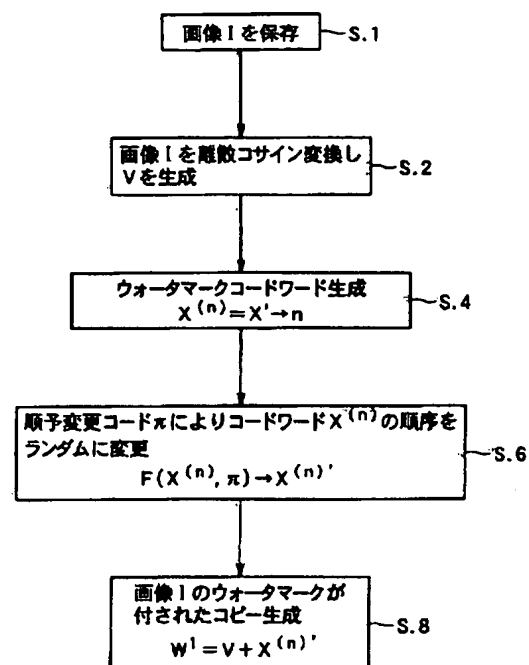 画像Iを保存
S.1
画像Iを離散コサイン変換し
Vを生成
S.2
ウォータマークコードワード生成
X⁽ⁿ⁾=X'→n
S.4
順予変更コードπによりコードワードX⁽ⁿ⁾の順序を
ランダムに変更
F(X⁽ⁿ⁾,π)→X⁽ⁿ⁾'
S.6
画像Iのウォータマークが
付されたコピー生成
W¹=V+X⁽ⁿ⁾'
S.8